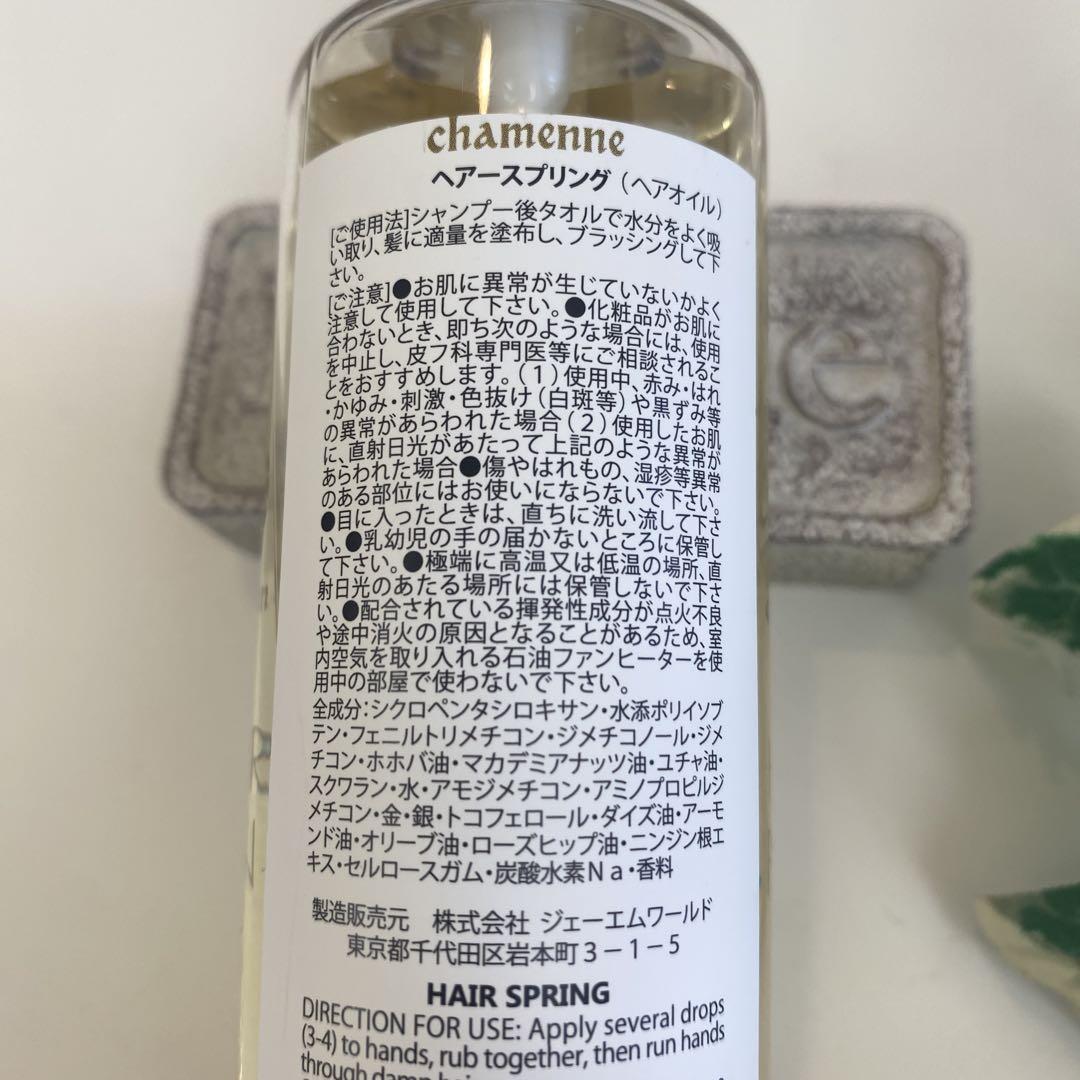 chamenne
ヘアースプリング（ヘアオイル）
[ご使用法]シャンプー後タオルで水分をよく吸
い取り、髪に適量を塗布し、ブラッシングして下
さい。
[ご注意]●お肌に異常が生じていないかよく
注意して使用して下さい。●化粧品がお肌に
合わないとき、即ち次のような場合には、使用
を中止し、皮フ科専門医等にご相談されるこ
とをおすすめします。（1）使用中、赤み・はれ
・かゆみ・刺激・色抜け（白斑等）や黒ずみ等
の異常があらわれた場合（2）使用したお肌
に、直射日光があたって上記のような異常が
あらわれた場合●傷やはれもの、湿疹等異常
のある部位にはお使いにならないで下さい。
●目に入ったときは、直ちに洗い流して下さ
い。●乳幼児の手の届かないところに保管し
て下さい。●極端に高温又は低温の場所、直
射日光のあたる場所には保管しないで下さ
い。●配合されている揮発性成分が点火不良
や途中消火の原因となることがあるため、室
内空気を取り入れる石油ファンヒーターを使
用中の部屋で使わないで下さい。
全成分：シクロペンタシロキサン・水添ポリイソブ
テン・フェニルトリメチコン・ジメチコノール・ジメ
チコン・ホホバ油・マカデミアナッツ油・ユチャ油・
スクワラン・水・アモジメチコン・アミノプロピルジ
メチコン・金・銀・トコフェロール・ダイズ油・アーモ
ンド油・オリーブ油・ローズヒップ油・ニンジン根エ
キス・セルロースガム・炭酸水素Ｎａ・香料
製造販売元 株式会社 ジェーエムワールド
東京都千代田区岩本町３－１－５
HAIR SPRING
DIRECTION FOR USE: Apply several drops
(3-4) to hands, rub together, then run hands
through damp
e